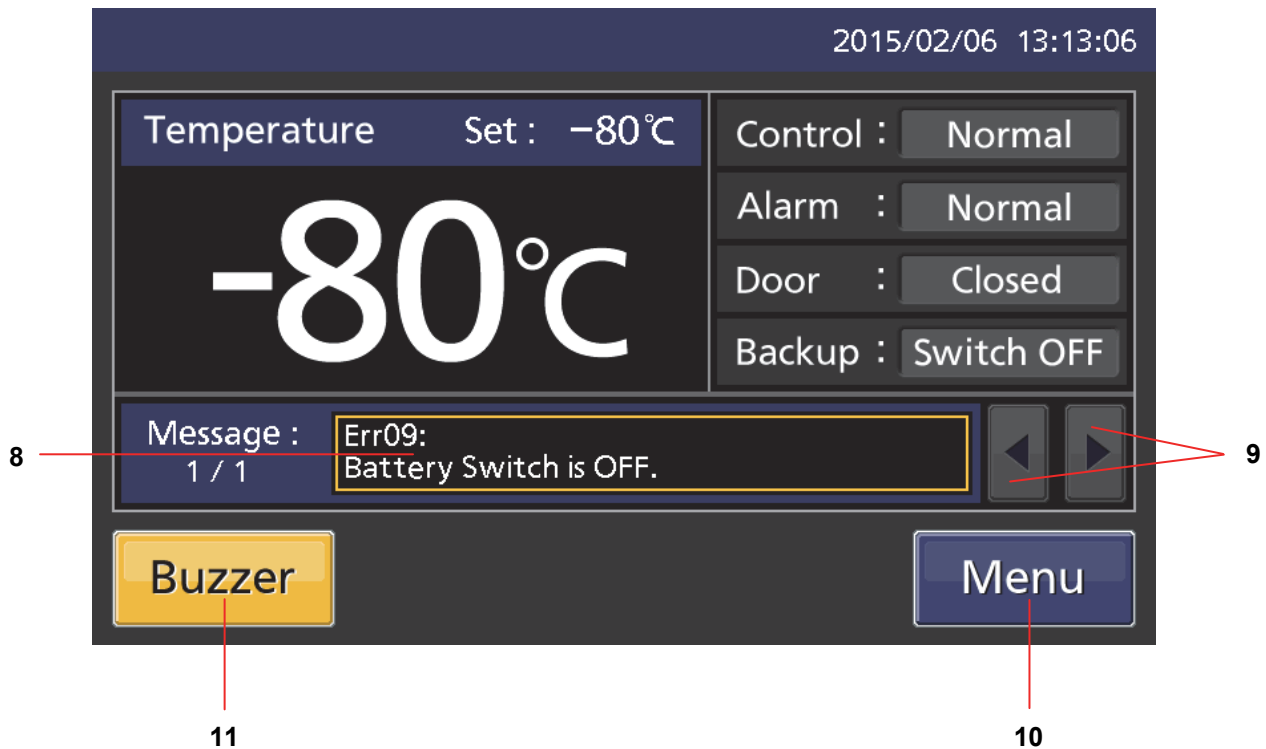 2015/02/06 13:13:06
Temperature Set : −80℃
-80℃
Control : Normal
Alarm : Normal
Door : Closed
Backup : Switch OFF
Message :
1 / 1
Err09:
Battery Switch is OFF.
8
9
Buzzer
Menu
11
10